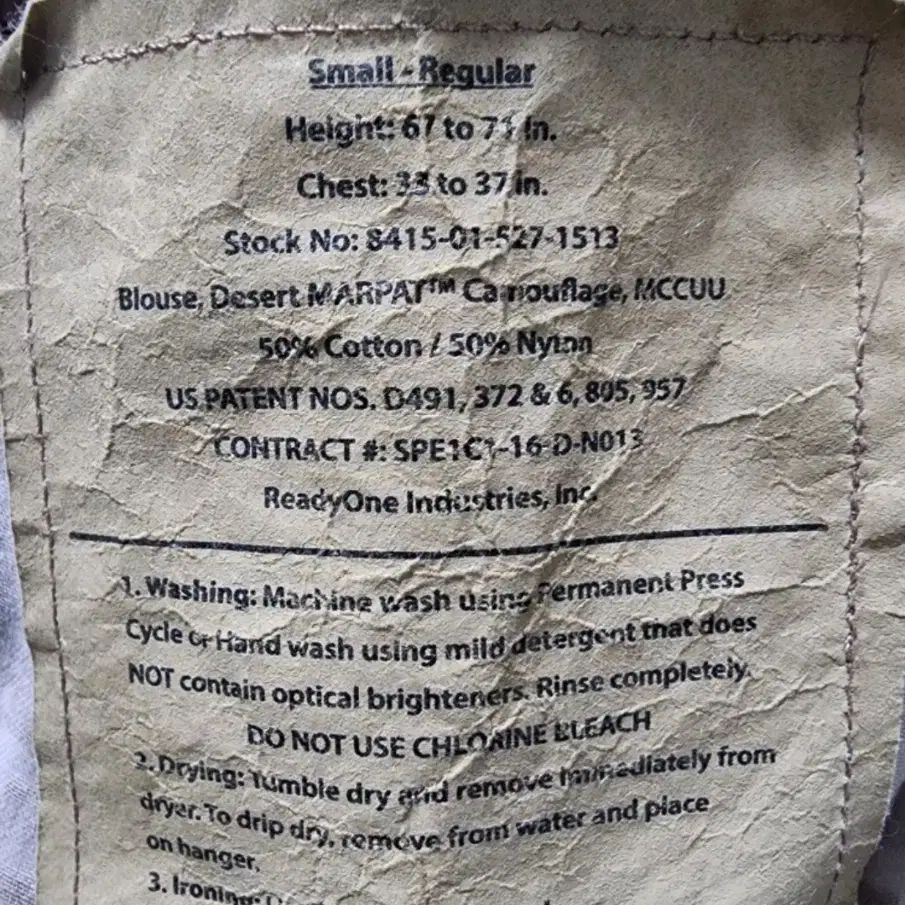 Small - Regular
Height: 67 to 71 in.
Chest: 33 to 37 in.
Stock No: 8415-01-527-1513
Blouse, Desert MARPAT™ Camouflage, MCCUU
50% Cotton / 50% Nylon
US PATENT NOS. D491, 372 & 6, 805, 957
CONTRACT #: SPE1C1-16-D-N013
ReadyOne Industries, Inc.
1. Washing: Machine wash using Permanent Press
Cycle or Hand wash using mild detergent that does
NOT contain optical brighteners. Rinse completely.
DO NOT USE CHLORINE BLEACH
2. Drying: Tumble dry and remove immediately from
dryer. To drip dry, remove from water and place
on hanger.
3. Ironing: